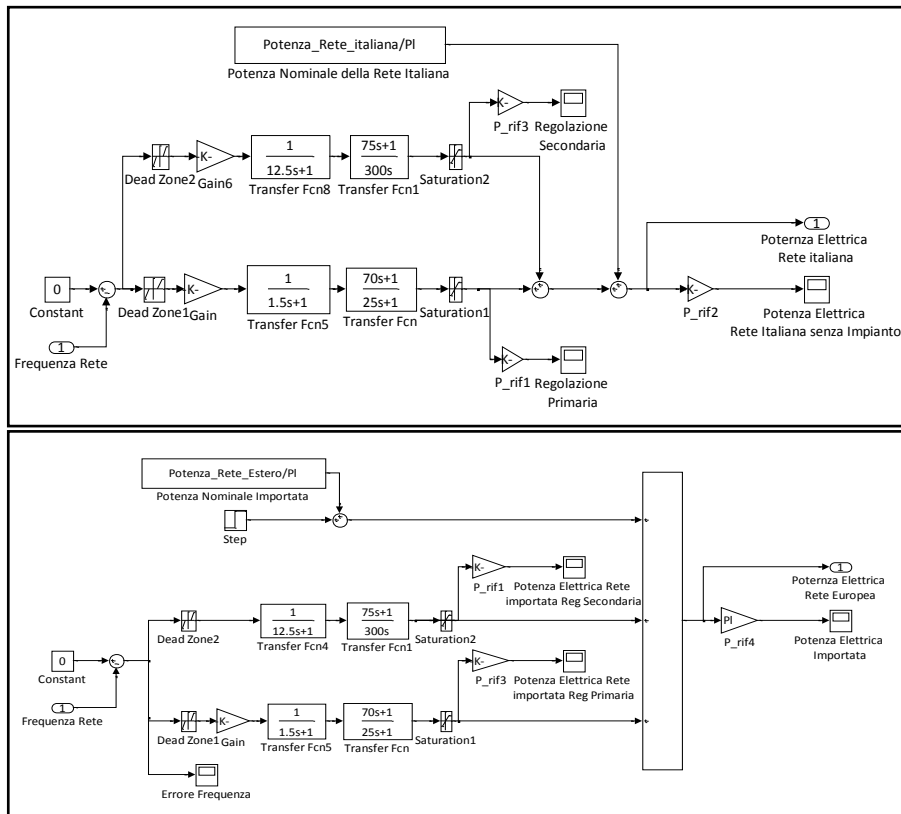 Potenza_Rete_italiana/Pl
Potenza Nominale della Rete Italiana
K-
P_rif3
Regolazione
Secondaria
Dead Zone2
K-
Gain6
1
12.5s+1
Transfer Fcn8
75s+1
300s
Transfer Fcn1
Saturation2
1
Poternza Elettrica
Rete italiana
0
Constant
Dead Zone1
K-
Gain
1
1.5s+1
Transfer Fcn5
70s+1
25s+1
Transfer Fcn
Saturation1
K-
P_rif2
Potenza Elettrica
Rete Italiana senza Impianto
1
Frequenza Rete
K-
P_rif1
Regolazione
Primaria
Potenza_Rete_Estero/Pl
Potenza Nominale Importata
Step
K-
P_rif1
Potenza Elettrica Rete
importata Reg Secondaria
1
Poternza Elettrica
Rete Europea
Dead Zone2
1
12.5s+1
Transfer Fcn4
75s+1
300s
Transfer Fcn1
Saturation2
Pl
P_rif4
Potenza Elettrica
Importata
0
Constant
K-
P_rif3
Potenza Elettrica Rete
importata Reg Primaria
1
Frequenza Rete
Dead Zone1
K-
Gain
1
1.5s+1
Transfer Fcn5
70s+1
25s+1
Transfer Fcn
Saturation1
Errore Frequenza